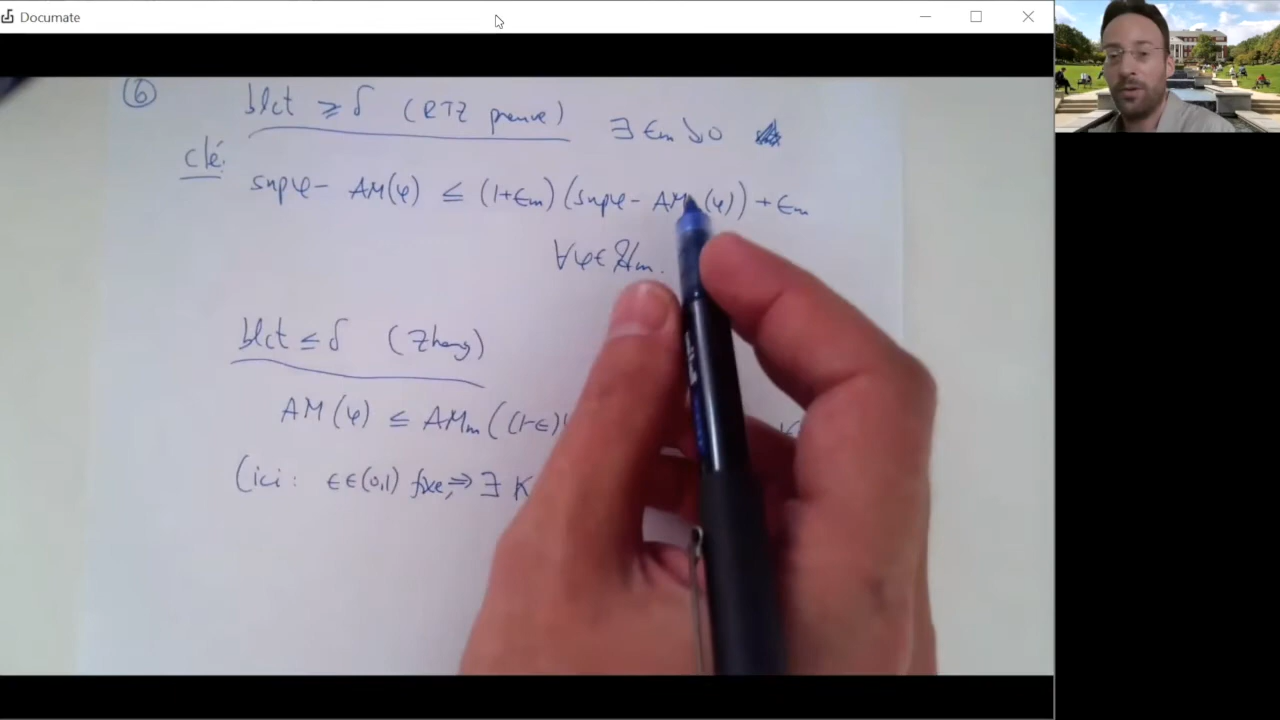 Documate
⑥ blct ≥ δ (RTZ preuve) ∃ εm ↘ 0
clé:
sup φ - AM(φ) ≤ (1+εm)(sup φ - AM (φ)) + εm
∀φ∈ℋm.
blct ≤ δ (Zhang)
AM(φ) ≤ AMm((1-ε)
(ici: ε∈(0,1) fixe, ⇒ ∃ K